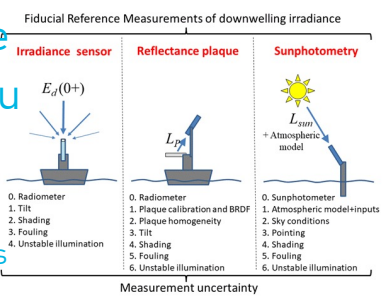 Fiducial Reference Measurements of downwelling irradiance
Irradiance sensor
E_d(0+)
0. Radiometer
1. Tilt
2. Shading
3. Fouling
4. Unstable illumination
Reflectance plaque
L_P
0. Radiometer
1. Plaque calibration and BRDF
2. Plaque homogeneity
3. Tilt
4. Shading
5. Fouling
6. Unstable illumination
Sunphotometry
L_sun
+ Atmospheric
model
0. Sunphotometer
1. Atmospheric model+inputs
2. Sky conditions
3. Pointing
4. Shading
5. Fouling
6. Unstable illumination
Measurement uncertainty
e
u
s